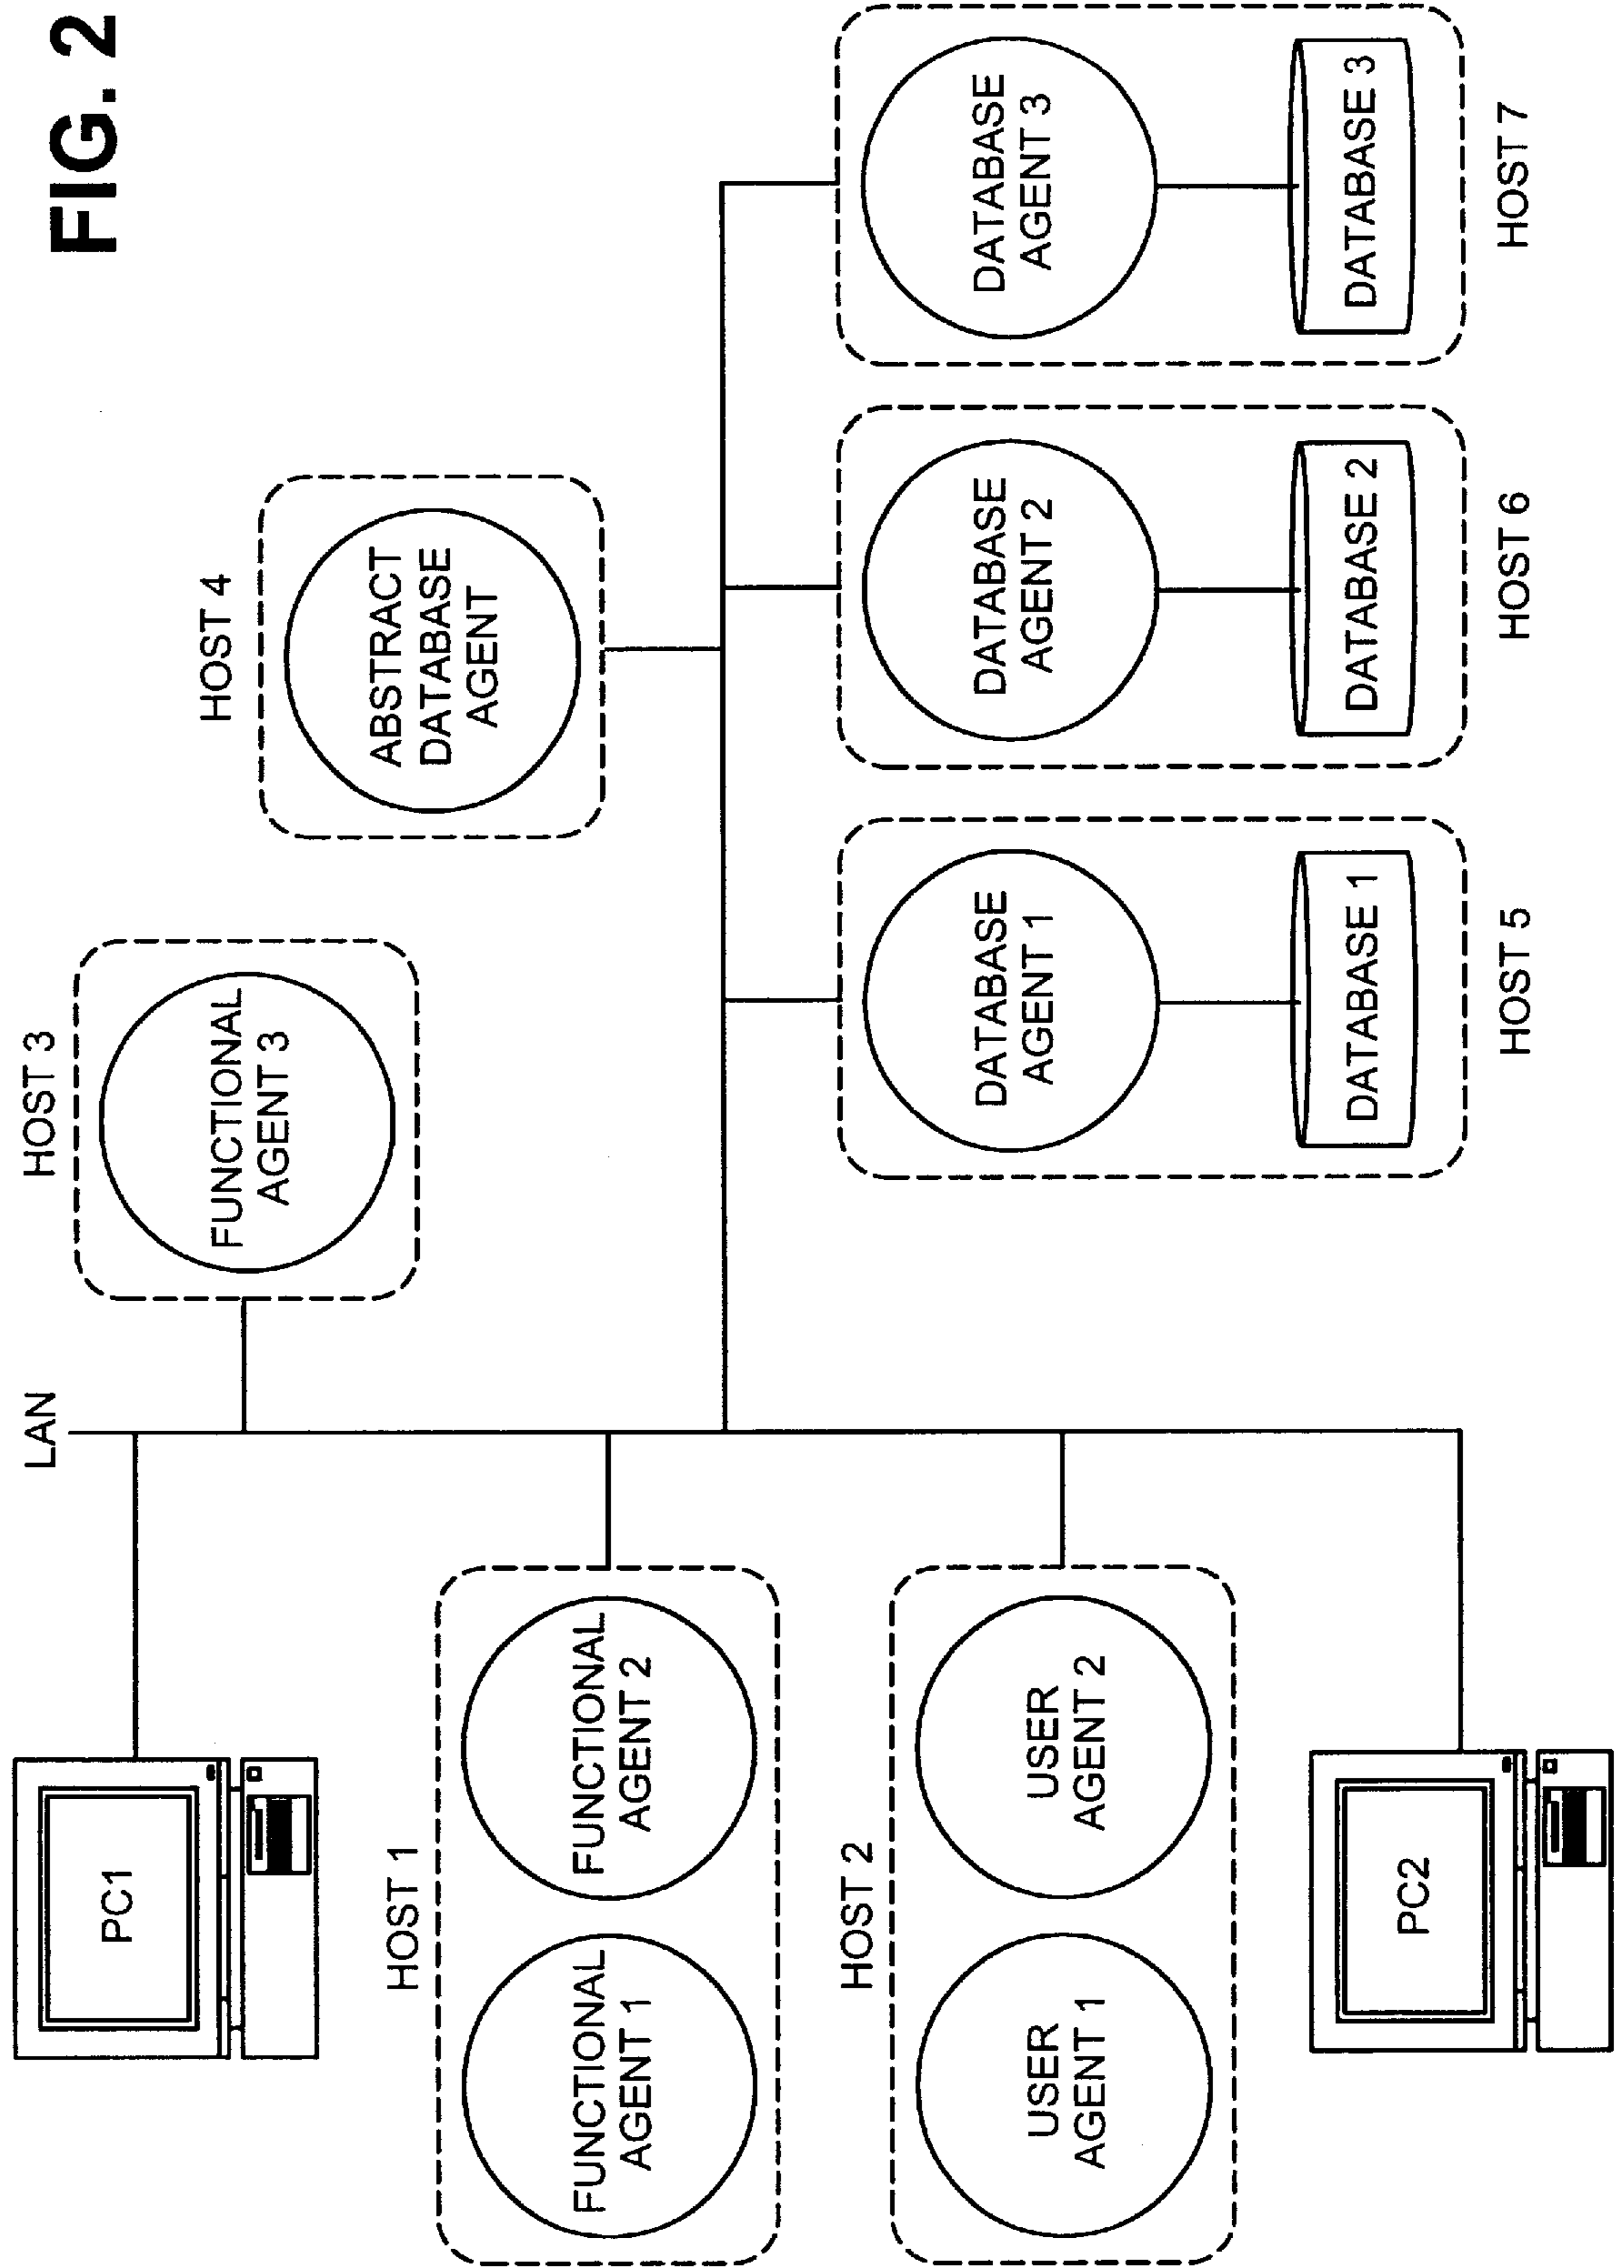 FIG. 2
LAN
PC1
HOST 3
FUNCTIONAL
AGENT 3
HOST 4
ABSTRACT
DATABASE
AGENT
HOST 1
FUNCTIONAL
AGENT 1
FUNCTIONAL
AGENT 2
HOST 2
USER
AGENT 1
USER
AGENT 2
PC2
DATABASE
AGENT 1
DATABASE 1
HOST 5
DATABASE
AGENT 2
DATABASE 2
HOST 6
DATABASE
AGENT 3
DATABASE 3
HOST 7